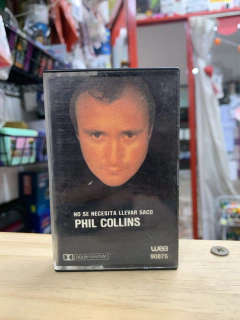 NO SE NECESITA LLEVAR SACO
PHIL COLLINS
DOLBY SYSTEM
wea
90875